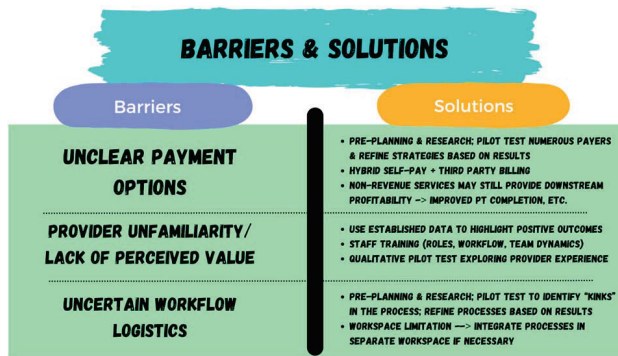 BARRIERS & SOLUTIONS
Barriers
Solutions
UNCLEAR PAYMENT
OPTIONS
• PRE-PLANNING & RESEARCH; PILOT TEST NUMEROUS PAYERS
& REFINE STRATEGIES BASED ON RESULTS
• HYBRID SELF-PAY + THIRD PARTY BILLING
• NON-REVENUE SERVICES MAY STILL PROVIDE DOWNSTREAM
PROFITABILITY -> IMPROVED PT COMPLETION, ETC.
PROVIDER UNFAMILIARITY/
LACK OF PERCEIVED VALUE
• USE ESTABLISHED DATA TO HIGHLIGHT POSITIVE OUTCOMES
• STAFF TRAINING (ROLES, WORKFLOW, TEAM DYNAMICS)
• QUALITATIVE PILOT TEST EXPLORING PROVIDER EXPERIENCE
UNCERTAIN WORKFLOW
LOGISTICS
• PRE-PLANNING & RESEARCH; PILOT TEST TO IDENTIFY "KINKS"
IN THE PROCESS; REFINE PROCESSES BASED ON RESULTS
• WORKSPACE LIMITATION --> INTEGRATE PROCESSES IN
SEPARATE WORKSPACE IF NECESSARY